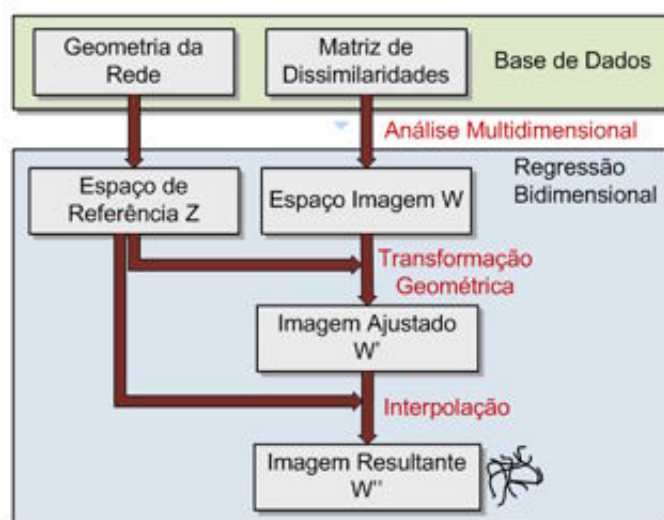 Geometria da
Rede
Matriz de
Dissimilaridades
Base de Dados
Análise Multidimensional
Regressão
Bidimensional
Espaço de
Referência Z
Espaço Imagem W
Transformação
Geométrica
Imagem Ajustado
W'
Interpolação
Imagem Resultante
W''